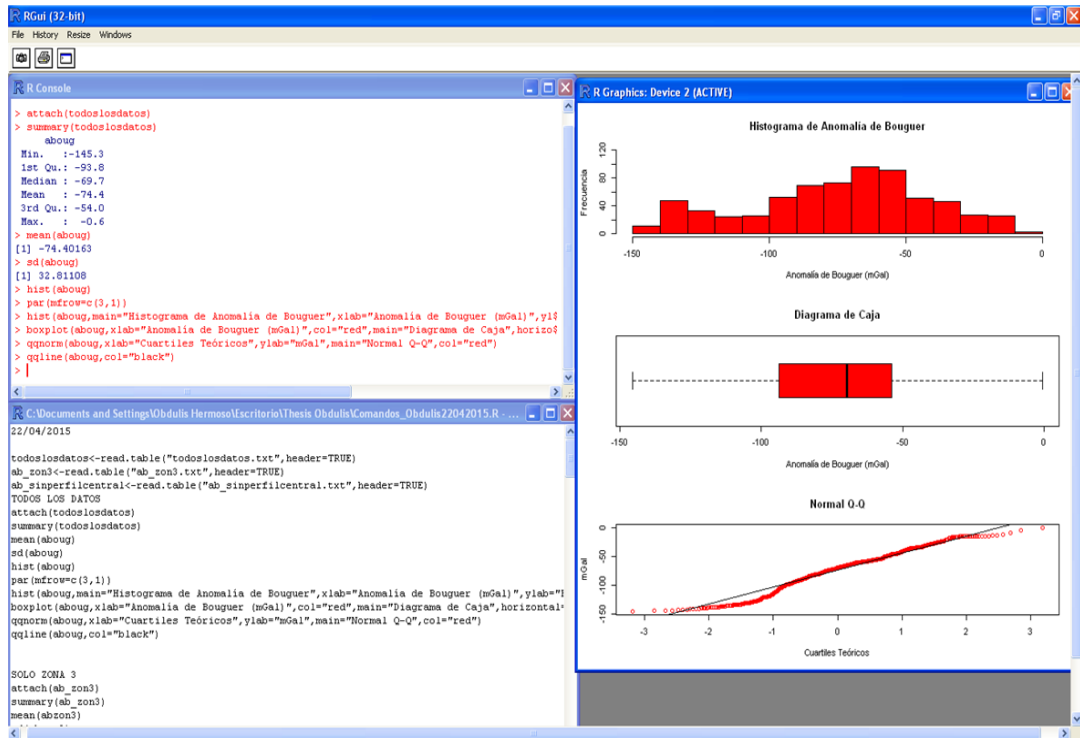 RGui (32-bit)
File History Resize Windows
R Console
> attach(todoslosdatos)
> summary(todoslosdatos)
aboug
Min. :-145.3
1st Qu.: -93.8
Median : -69.7
Mean : -74.4
3rd Qu.: -54.0
Max. : -0.6
> mean(aboug)
[1] -74.40163
> sd(aboug)
[1] 32.81108
> hist(aboug)
> par(mfrow=c(3,1))
> hist(aboug,main="Histograma de Anomalía de Bouguer",xlab="Anomalía de Bouguer (mGal)",yl$
> boxplot(aboug,xlab="Anomalía de Bouguer (mGal)",col="red",main="Diagrama de Caja",horizo$
> qqnorm(aboug,xlab="Cuartiles Teóricos",ylab="mGal",main="Normal Q-Q",col="red")
> qqline(aboug,col="black")
>
C:\Documents and Settings\Obdulis Hermoso\Escritorio\Thesis Obdulis\Comandos_Obdulis22042015.R - ...
22/04/2015
todoslosdatos<-read.table("todoslosdatos.txt",header=TRUE)
ab_zon3<-read.table("ab_zon3.txt",header=TRUE)
ab_sinperfilcentral<-read.table("ab_sinperfilcentral.txt",header=TRUE)
TODOS LOS DATOS
attach(todoslosdatos)
summary(todoslosdatos)
mean(aboug)
sd(aboug)
hist(aboug)
par(mfrow=c(3,1))
hist(aboug,main="Histograma de Anomalía de Bouguer",xlab="Anomalía de Bouguer (mGal)",ylab="
boxplot(aboug,xlab="Anomalía de Bouguer (mGal)",col="red",main="Diagrama de Caja",horizontal=
qqnorm(aboug,xlab="Cuartiles Teóricos",ylab="mGal",main="Normal Q-Q",col="red")
qqline(aboug,col="black")
SOLO ZONA 3
attach(ab_zon3)
summary(ab_zon3)
mean(abzon3)
R Graphics: Device 2 (ACTIVE)
Histograma de Anomalía de Bouguer
Frecuencia
0 40 80 120
-150 -100 -50 0
Anomalía de Bouguer (mGal)
Diagrama de Caja
-150 -100 -50 0
Anomalía de Bouguer (mGal)
Normal Q-Q
mGal
-150 -100 -50 0
-3 -2 -1 0 1 2 3
Cuartiles Teóricos